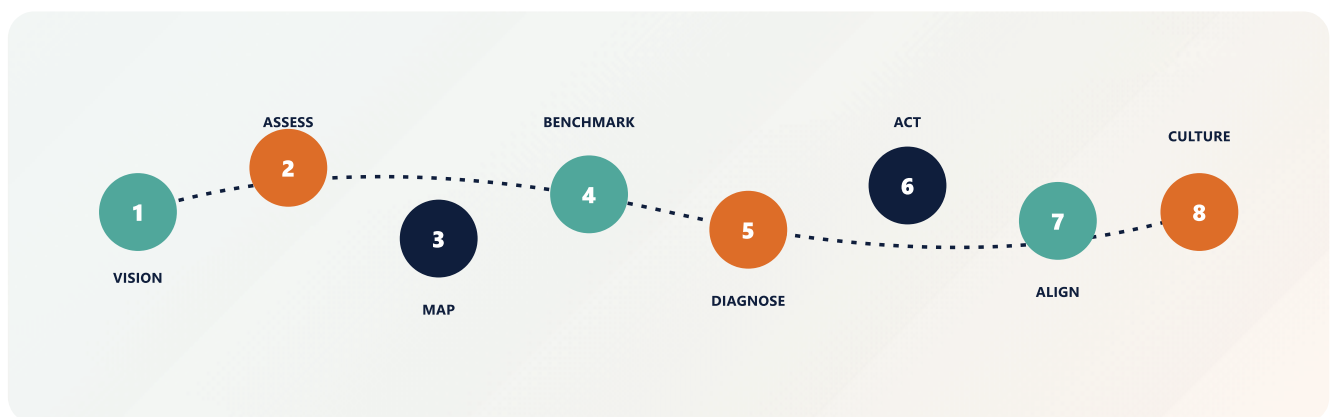 1
VISION
ASSESS
2
3
MAP
BENCHMARK
4
5
DIAGNOSE
ACT
6
7
ALIGN
CULTURE
8